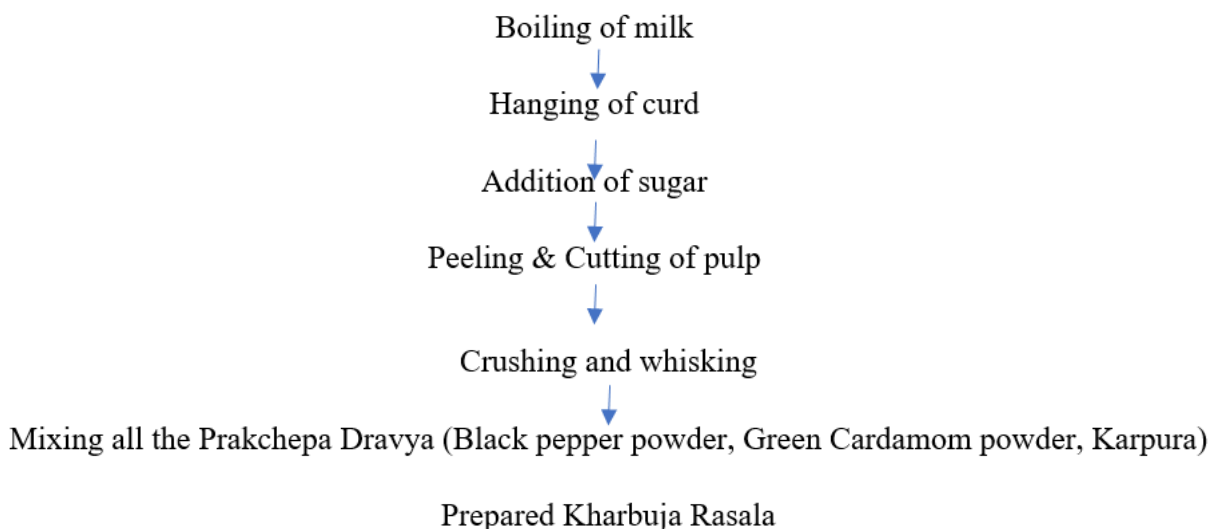 Boiling of milk
Hanging of curd
Addition of sugar
Peeling & Cutting of pulp
Crushing and whisking
Mixing all the Prakchepa Dravya (Black pepper powder, Green Cardamom powder, Karpura)
Prepared Kharbuja Rasala